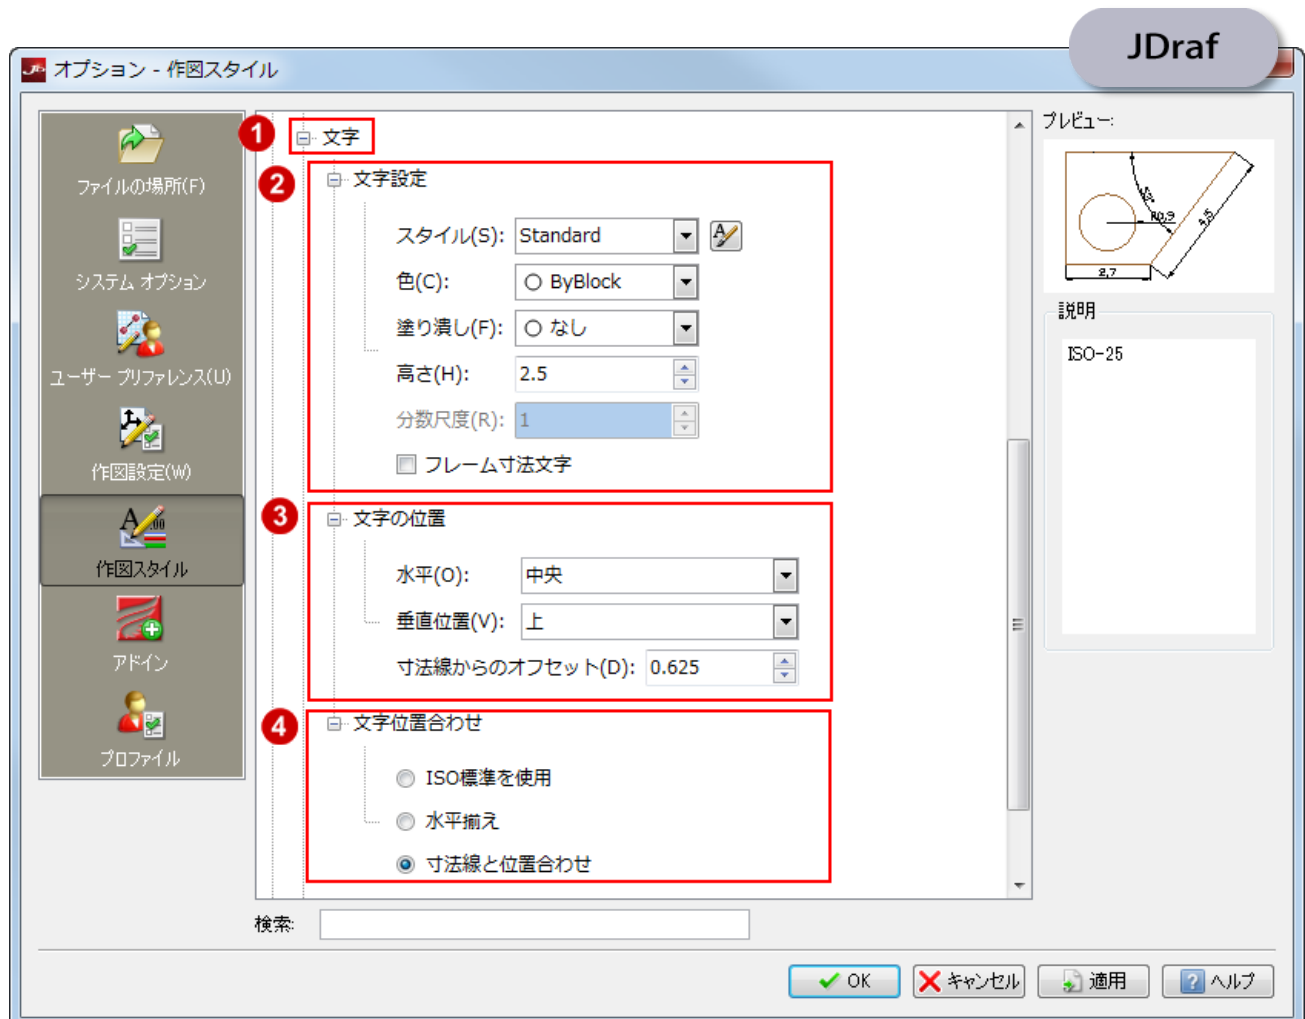 JDraf
オプション - 作図スタイル
ファイルの場所(F)
システム オプション
ユーザー プリファレンス(U)
作図設定(W)
作図スタイル
アドイン
プロファイル
1 文字
2 文字設定
スタイル(S): Standard
色(C): ByBlock
塗り潰し(F): なし
高さ(H): 2.5
分数尺度(R): 1
フレーム寸法文字
3 文字の位置
水平(O): 中央
垂直位置(V): 上
寸法線からのオフセット(D): 0.625
4 文字位置合わせ
ISO標準を使用
水平揃え
寸法線と位置合わせ
プレビュー:
R0,9
4,5
2,7
説明
ISO-25
検索:
OK キャンセル 適用 ヘルプ